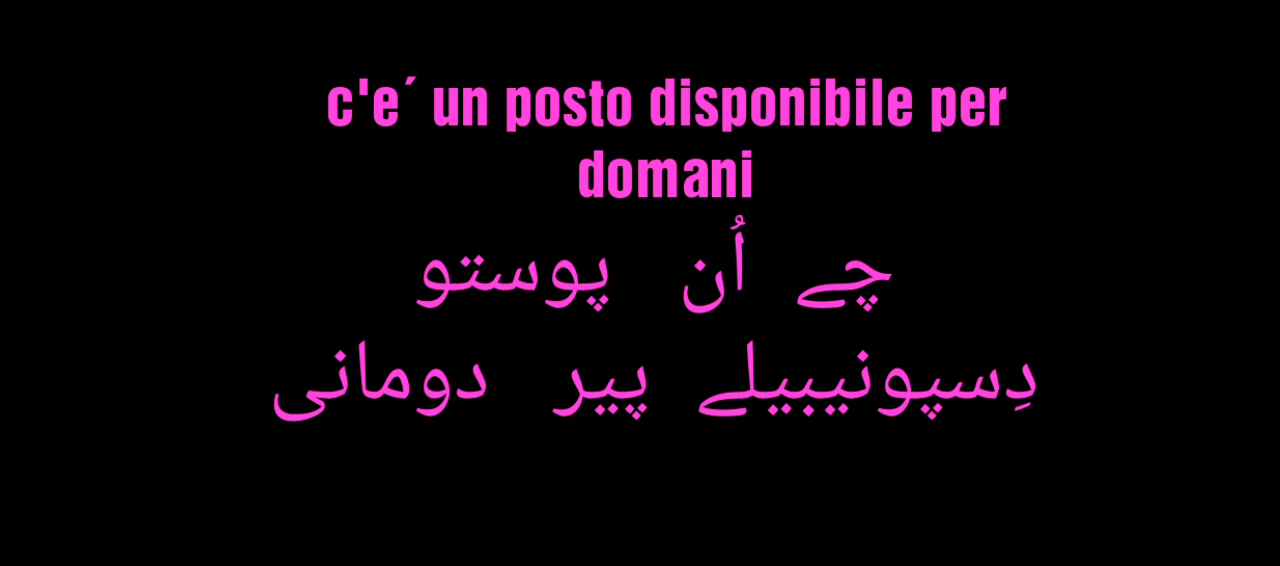 c'e´ un posto disponibile per
domani
چے اُن پوستو
دِسپونیبیلے پیر دومانی